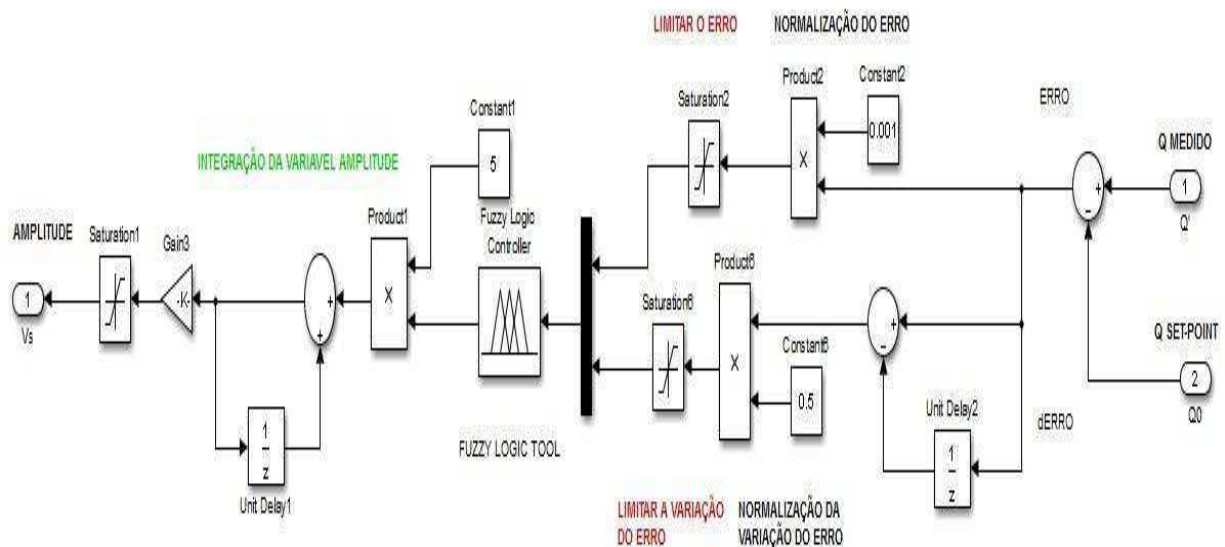 LIMITAR O ERRO
NORMALIZAÇÃO DO ERRO
Product2
Constant2
Saturation2
X
0.001
ERRO
Q MEDIDO
+
−
1
Q'
Constant1
5
INTEGRAÇÃO DA VARIAVEL AMPLITUDE
Fuzzy Logic
Controller
Product1
X
AMPLITUDE
Saturation1
Gain3
-K-
1
Vs
+
+
1
z
Unit Delay1
FUZZY LOGIC TOOL
Product6
Saturation6
X
Constant6
0.5
+
−
Q SET-POINT
2
Q0
Unit Delay2
dERRO
1
z
LIMITAR A VARIAÇÃO
DO ERRO
NORMALIZAÇÃO DA
VARIAÇÃO DO ERRO